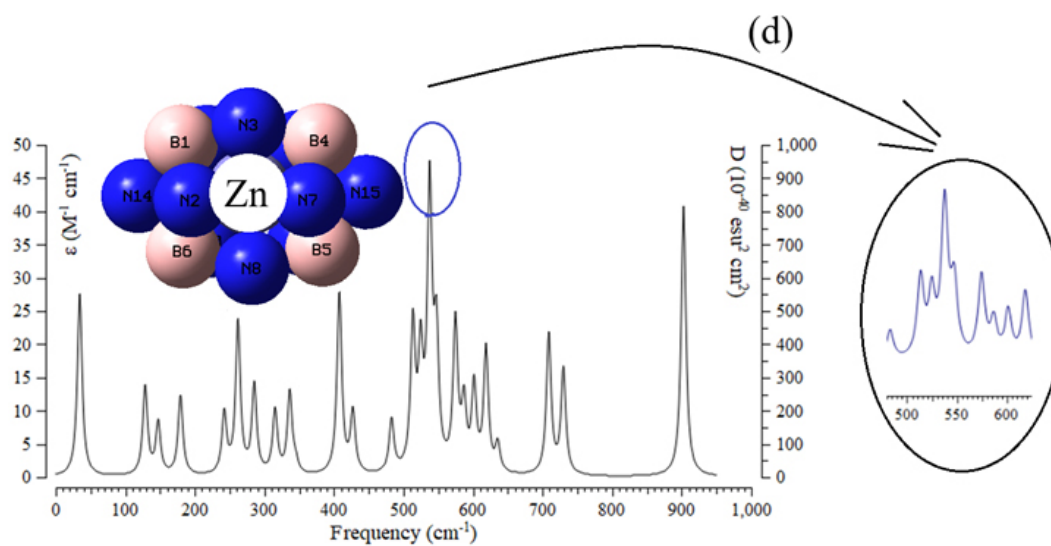 (d)
N3
B1
B4
N14
N2
Zn
N7
N15
B6
B5
N8
ε (M⁻¹ cm⁻¹)
50
45
40
35
30
25
20
15
10
5
0
0
100
200
300
400
500
600
700
800
900
1,000
Frequency (cm⁻¹)
D (10⁻⁴⁰ esu² cm²)
1,000
900
800
700
600
500
400
300
200
100
0
500
550
600